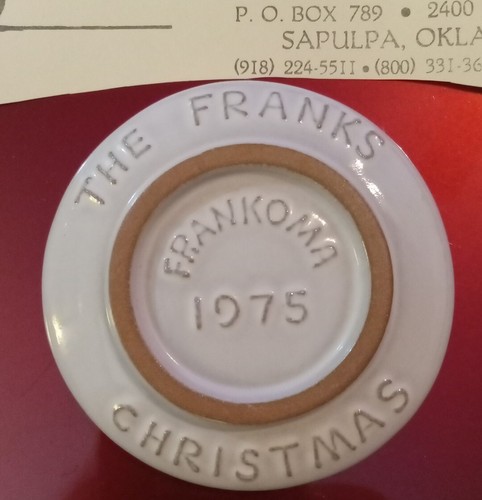 P. O. BOX 789 • 2400
SAPULPA, OKLA
(918) 224-5511 • (800) 331-36
THE FRANKS
FRANKOMA
1975
CHRISTMAS